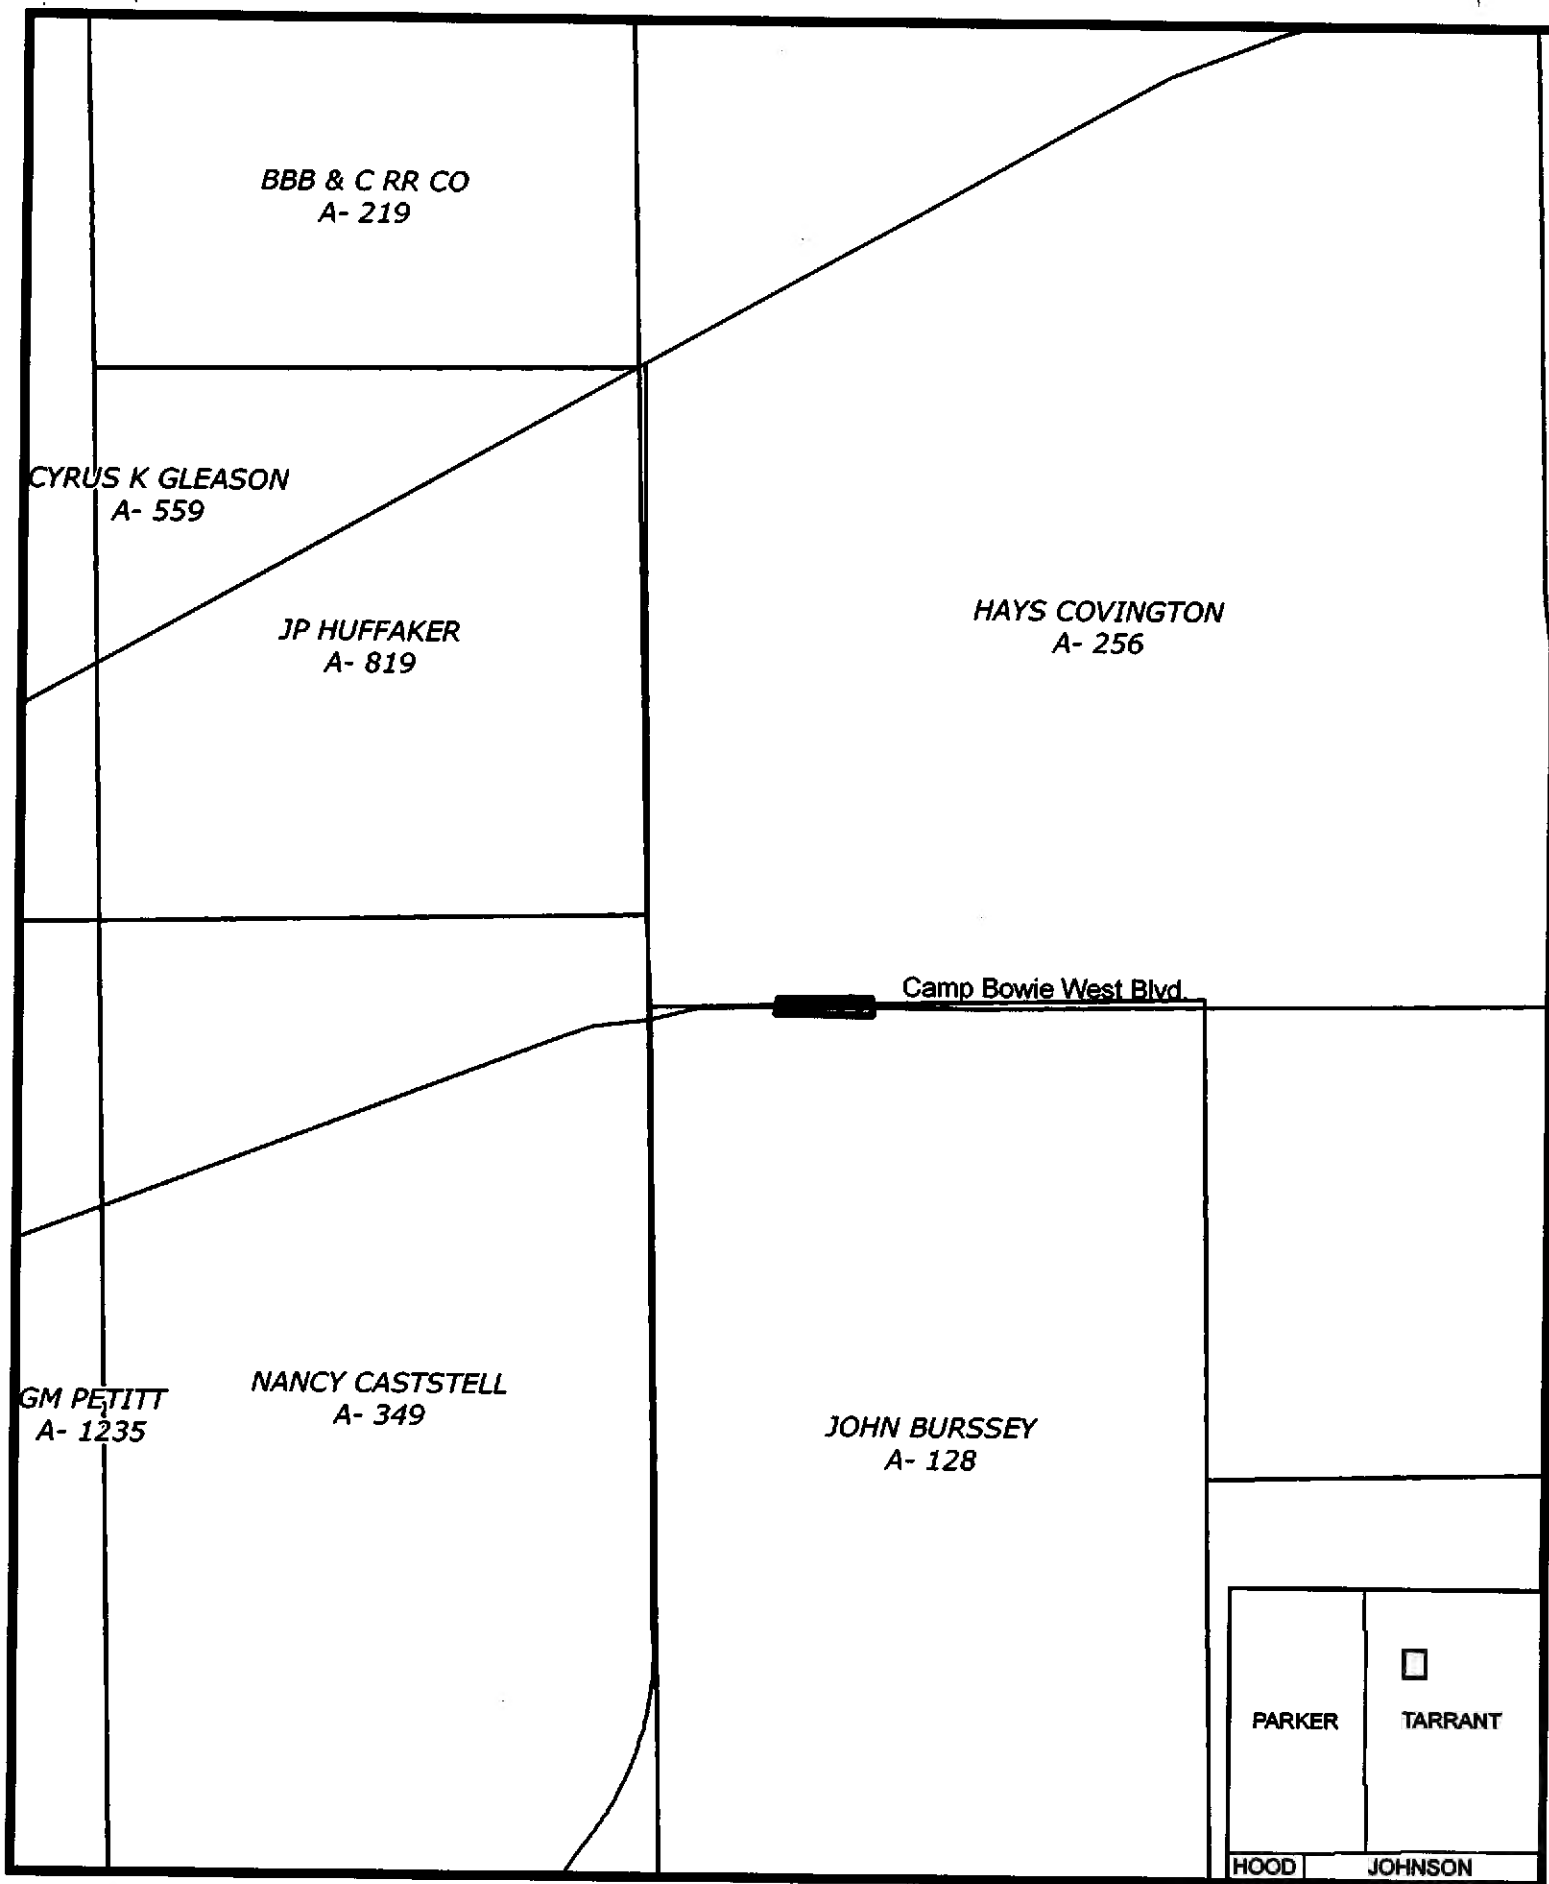 BBB & C RR CO
A- 219
CYRUS K GLEASON
A- 559
JP HUFFAKER
A- 819
HAYS COVINGTON
A- 256
Camp Bowie West Blvd.
GM PETITT
A- 1235
NANCY CASTSTELL
A- 349
JOHN BURSSEY
A- 128
PARKER
TARRANT
HOOD
JOHNSON